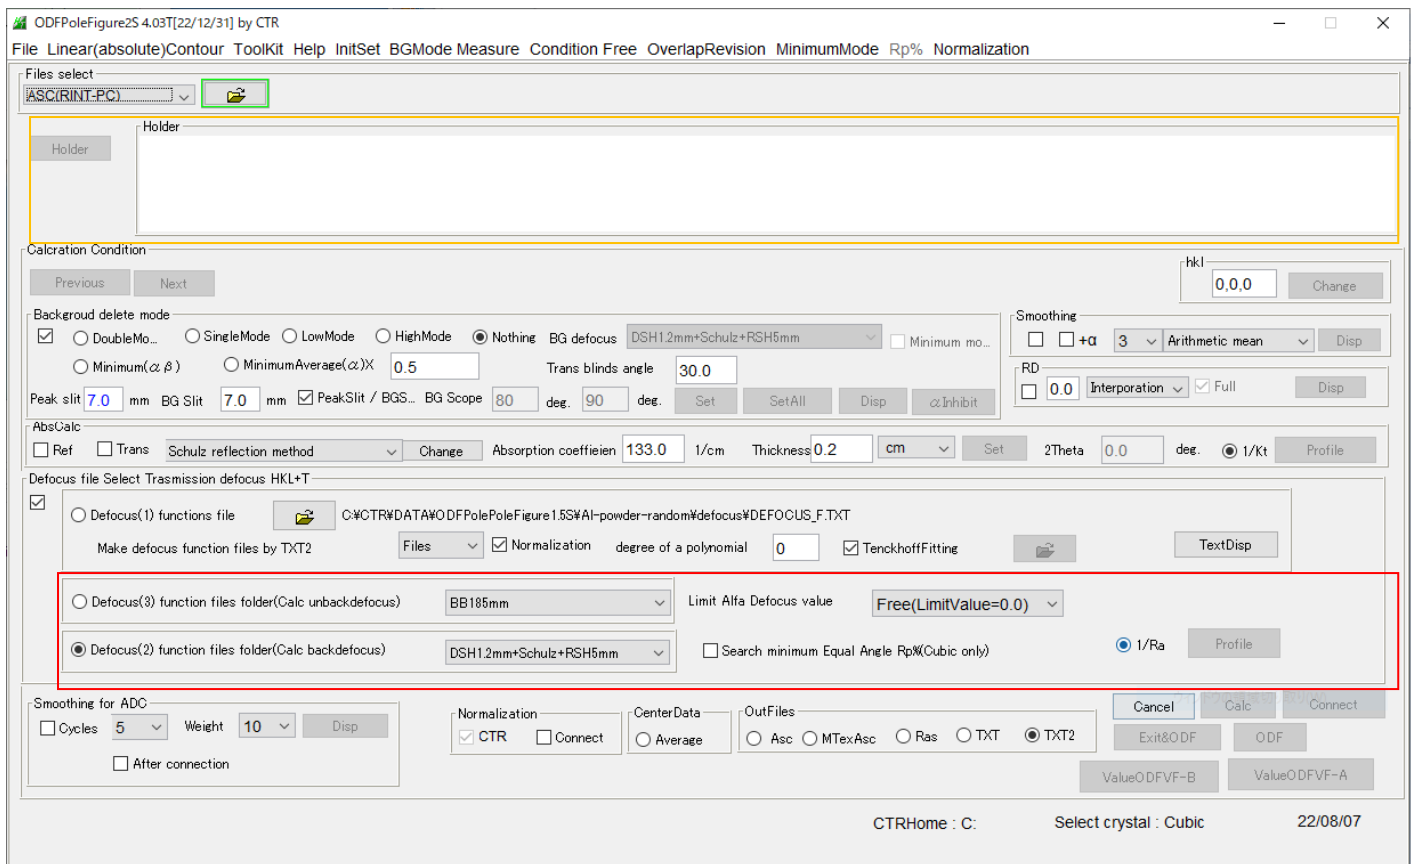 ODFPoleFigure2S 4.03T[22/12/31] by CTR
File Linear(absolute)Contour ToolKit Help InitSet BGMode Measure Condition Free OverlapRevision MinimumMode Rp% Normalization
Files select
ASC(RINT-PC)
Holder
Holder
Calcration Condition
Previous Next
hkl
0,0,0 Change
Backgroud delete mode
DoubleMo... SingleMode LowMode HighMode Nothing BG defocus DSH1.2mm+Schulz+RSH5mm Minimum mo...
Minimum(αβ) MinimumAverage(α)X 0.5 Trans blinds angle 30.0
Peak slit 7.0 mm BG Slit 7.0 mm PeakSlit / BGS... BG Scope 80 deg. 90 deg. Set SetAll Disp αInhibit
Smoothing
+α 3 Arithmetic mean Disp
RD
0.0 Interporation Full Disp
AbsCalc
Ref Trans Schulz reflection method Change Absorption coeffieien 133.0 1/cm Thickness 0.2 cm Set 2Theta 0.0 deg. 1/Kt Profile
Defocus file Select Trasmission defocus HKL+T
Defocus(1) functions file C:¥CTR¥DATA¥ODFPolePoleFigure1.5S¥Al-powder-random¥defocus¥DEFOCUS_F.TXT
Make defocus function files by TXT2 Files Normalization degree of a polynomial 0 TenckhoffFitting TextDisp
Defocus(3) function files folder(Calc unbackdefocus) BB185mm Limit Alfa Defocus value Free(LimitValue=0.0)
Defocus(2) function files folder(Calc backdefocus) DSH1.2mm+Schulz+RSH5mm Search minimum Equal Angle Rp%(Cubic only) 1/Ra Profile
Smoothing for ADC
Cycles 5 Weight 10 Disp
After connection
Normalization
CTR Connect
CenterData
Average
OutFiles
Asc MTexAsc Ras TXT TXT2
Cancel Calc Connect
Exit&ODF ODF
ValueODFVF-B ValueODFVF-A
CTRHome : C: Select crystal : Cubic 22/08/07